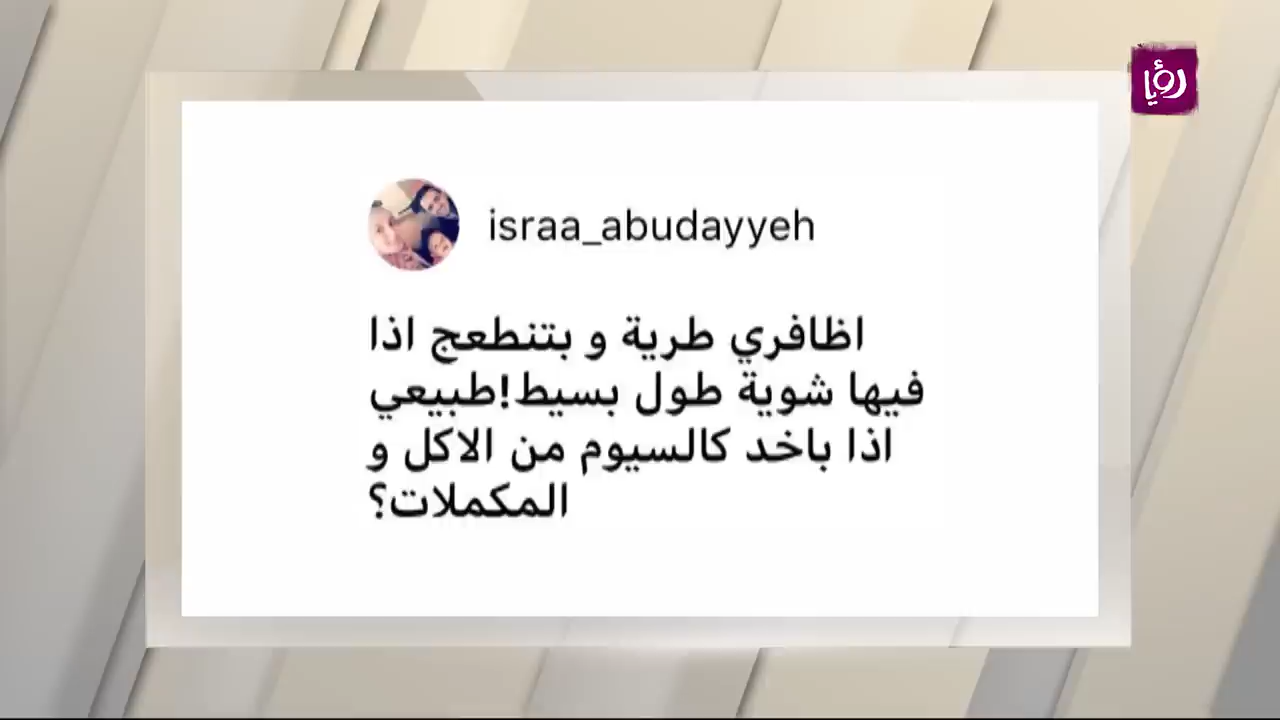 رؤيا
israa_abudayyeh
اظافري طرية و بتنطعج اذا
فيها شوية طول بسيط!طبيعي
اذا باخد كالسيوم من الاكل و
المكملات؟